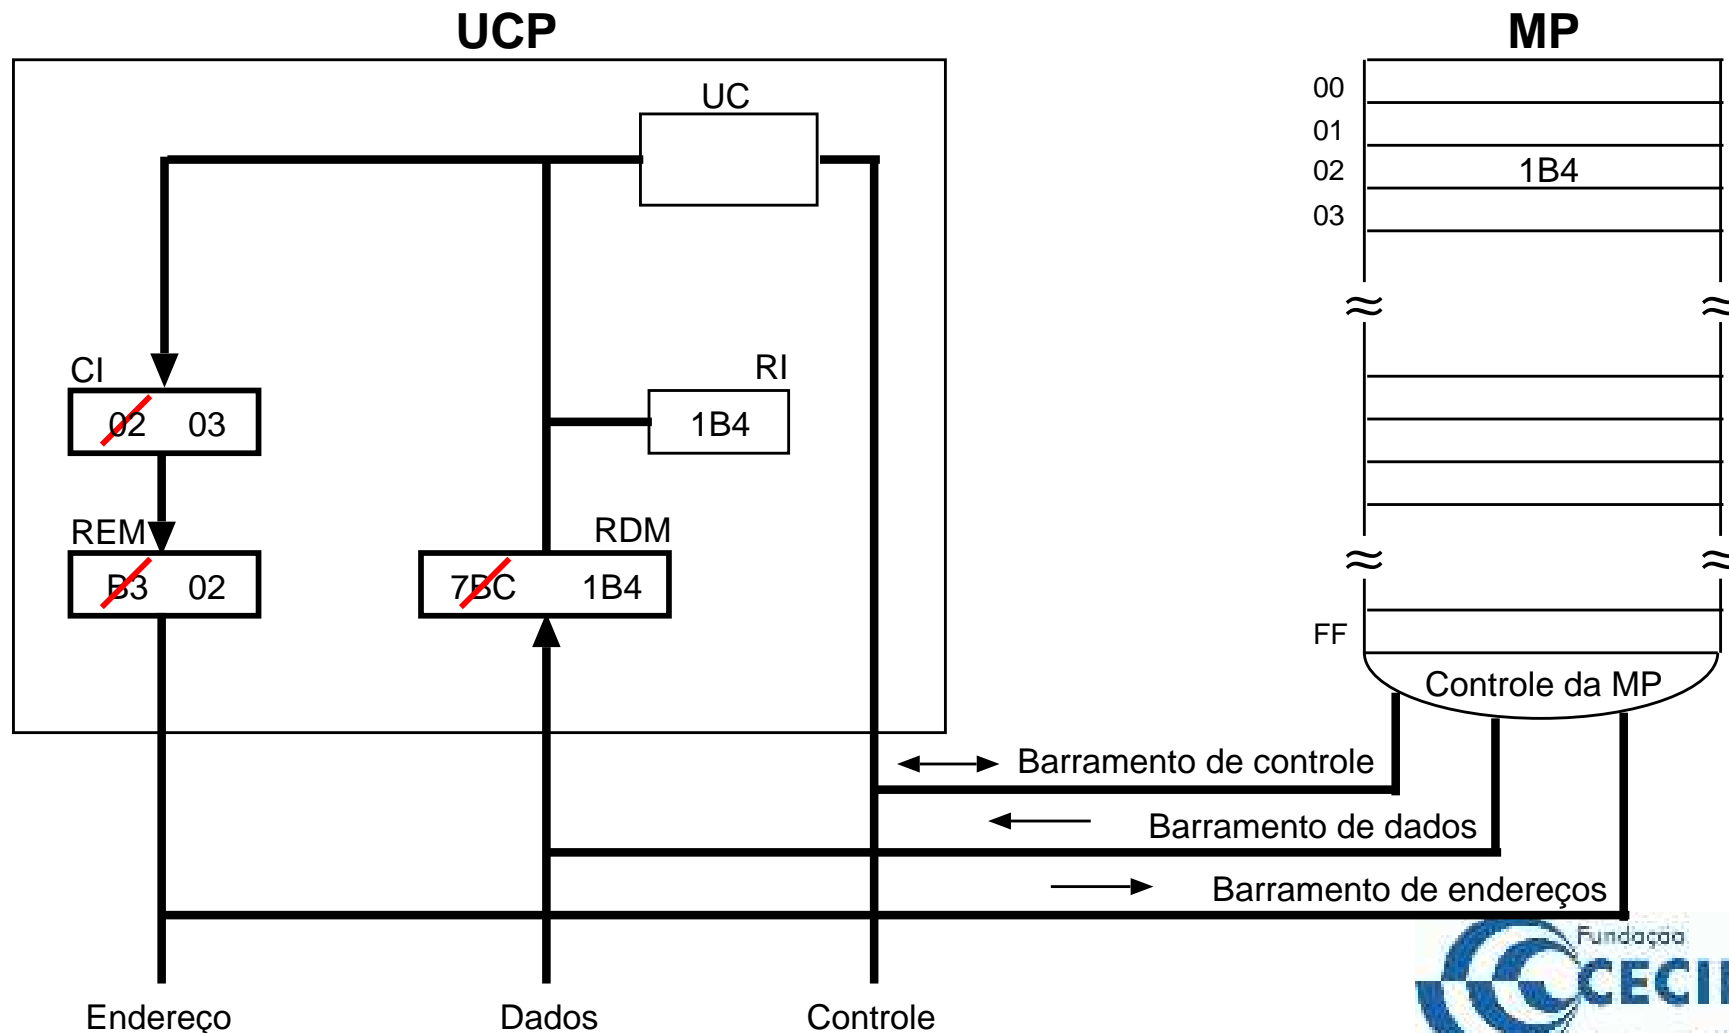 UCP
MP
UC
00
01
02 1B4
03
CI
02 03
RI
1B4
REM
B3 02
RDM
7BC 1B4
FF
Controle da MP
Barramento de controle
Barramento de dados
Barramento de endereços
Fundação
CECI
Endereço Dados Controle